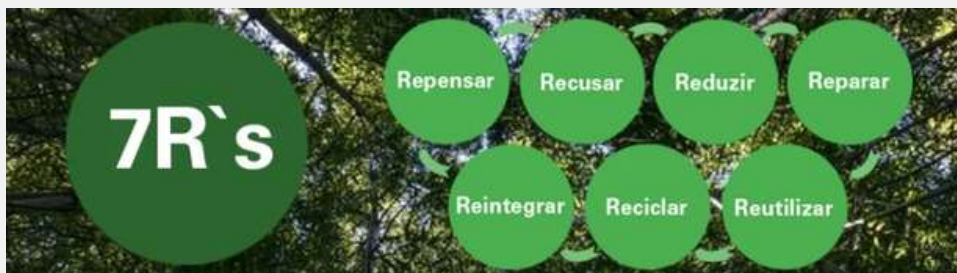 7R`s
Repensar
Recusar
Reduzir
Reparar
Reintegrar
Reciclar
Reutilizar